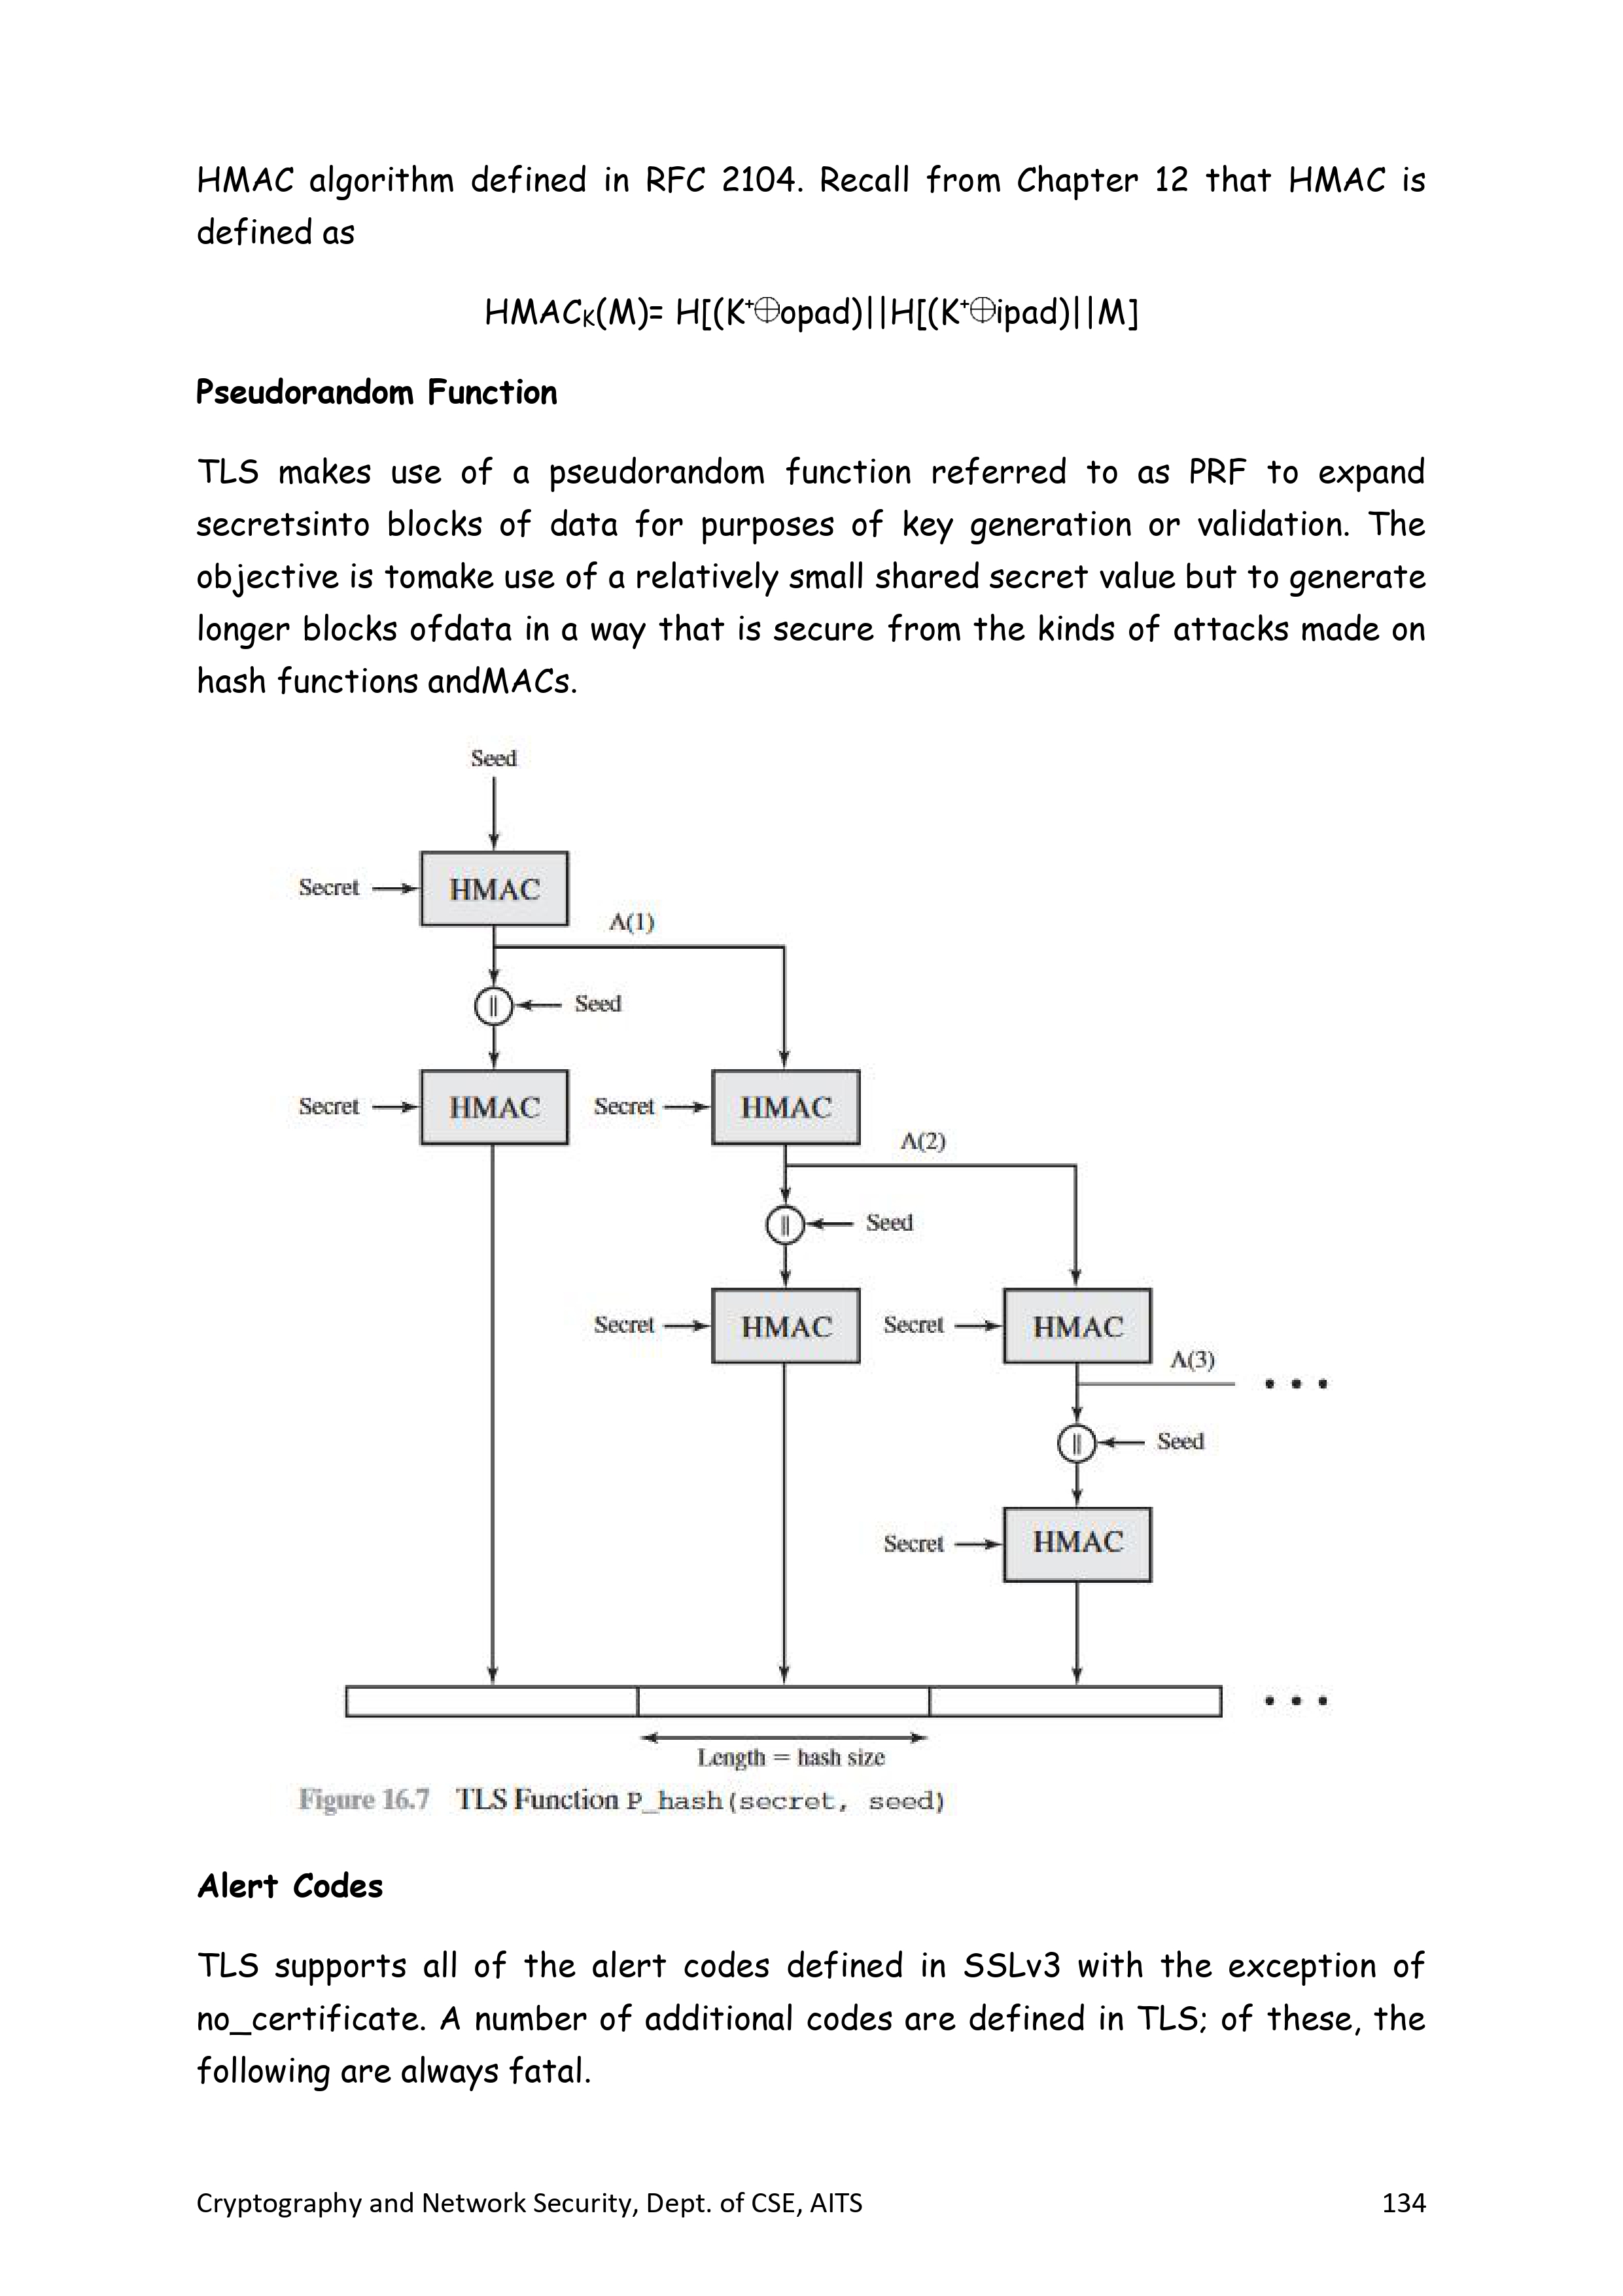 HMAC algorithm defined in RFC 2104. Recall from Chapter 12 that HMAC is
defined as
HMACK(M)= H[(K+⊕opad)||H[(K+⊕ipad)||M]
Pseudorandom Function
TLS makes use of a pseudorandom function referred to as PRF to expand
secretsinto blocks of data for purposes of key generation or validation. The
objective is tomake use of a relatively small shared secret value but to generate
longer blocks ofdata in a way that is secure from the kinds of attacks made on
hash functions andMACs.
Seed
Secret HMAC
A(1)
|| Seed
Secret HMAC Secret HMAC
A(2)
|| Seed
Secret HMAC Secret HMAC
A(3) • • •
|| Seed
Secret HMAC
• • •
Length = hash size
Figure 16.7 TLS Function P_hash(secret, seed)
Alert Codes
TLS supports all of the alert codes defined in SSLv3 with the exception of
no_certificate. A number of additional codes are defined in TLS; of these, the
following are always fatal.
Cryptography and Network Security, Dept. of CSE, AITS 134